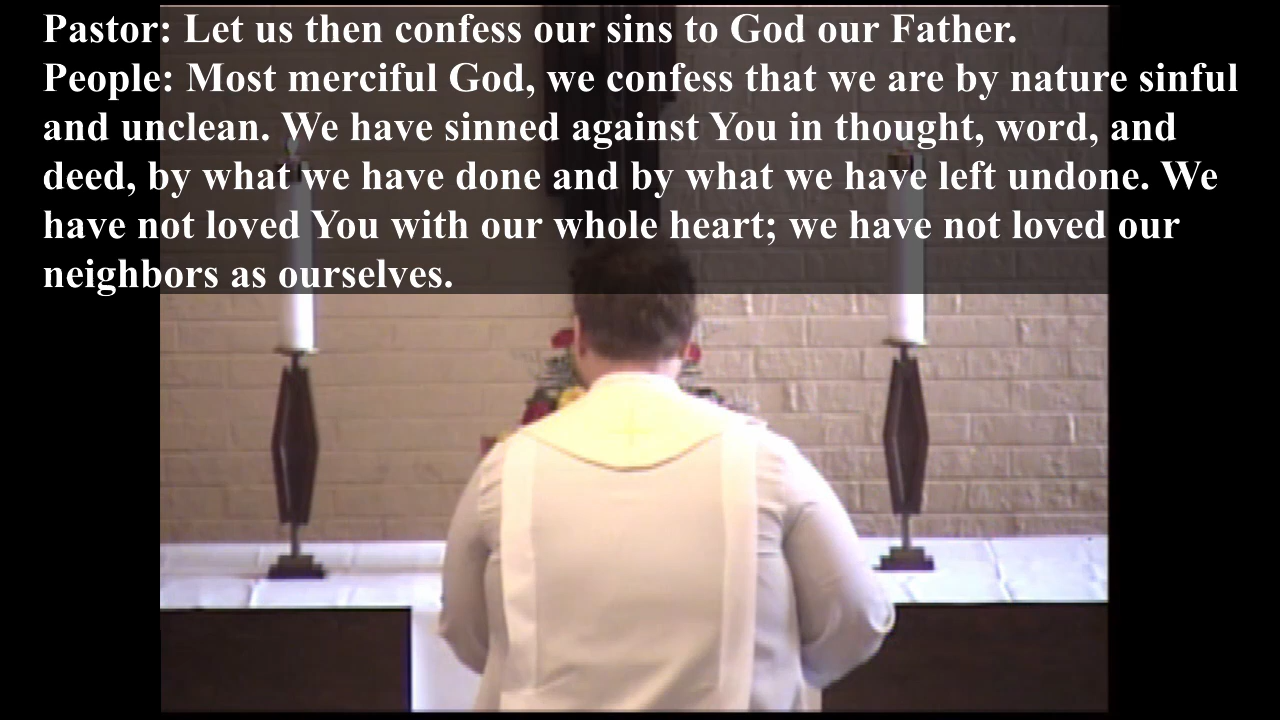 Pastor: Let us then confess our sins to God our Father.
People: Most merciful God, we confess that we are by nature sinful
and unclean. We have sinned against You in thought, word, and
deed, by what we have done and by what we have left undone. We
have not loved You with our whole heart; we have not loved our
neighbors as ourselves.